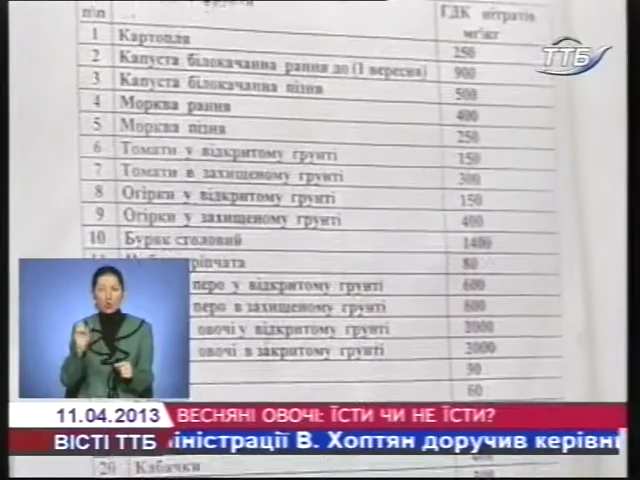 п\п
ГДК нітратів
мг\кг
1 Картопля 250
2 Капуста білокачанна рання до (1 вересня) 900
3 Капуста білокачанна пізня 500
4 Морква рання 400
5 Морква пізня 250
6 Томати у відкритому грунті 150
7 Томати в захищеному грунті 300
8 Огірки у відкритому грунті 150
9 Огірки у захищеному грунті 400
10 Буряк столовий 1400
80
перо у відкритому грунті 600
перо в захищеному грунті 800
овочі у відкритому грунті 2000
овочі в закритому грунті 3000
90
60
ТТБ
11.04.2013 ВЕСНЯНІ ОВОЧІ: ЇСТИ ЧИ НЕ ЇСТИ?
ВІСТІ ТТБ іністрації В. Хоптян доручив керівн
20 Кабачки